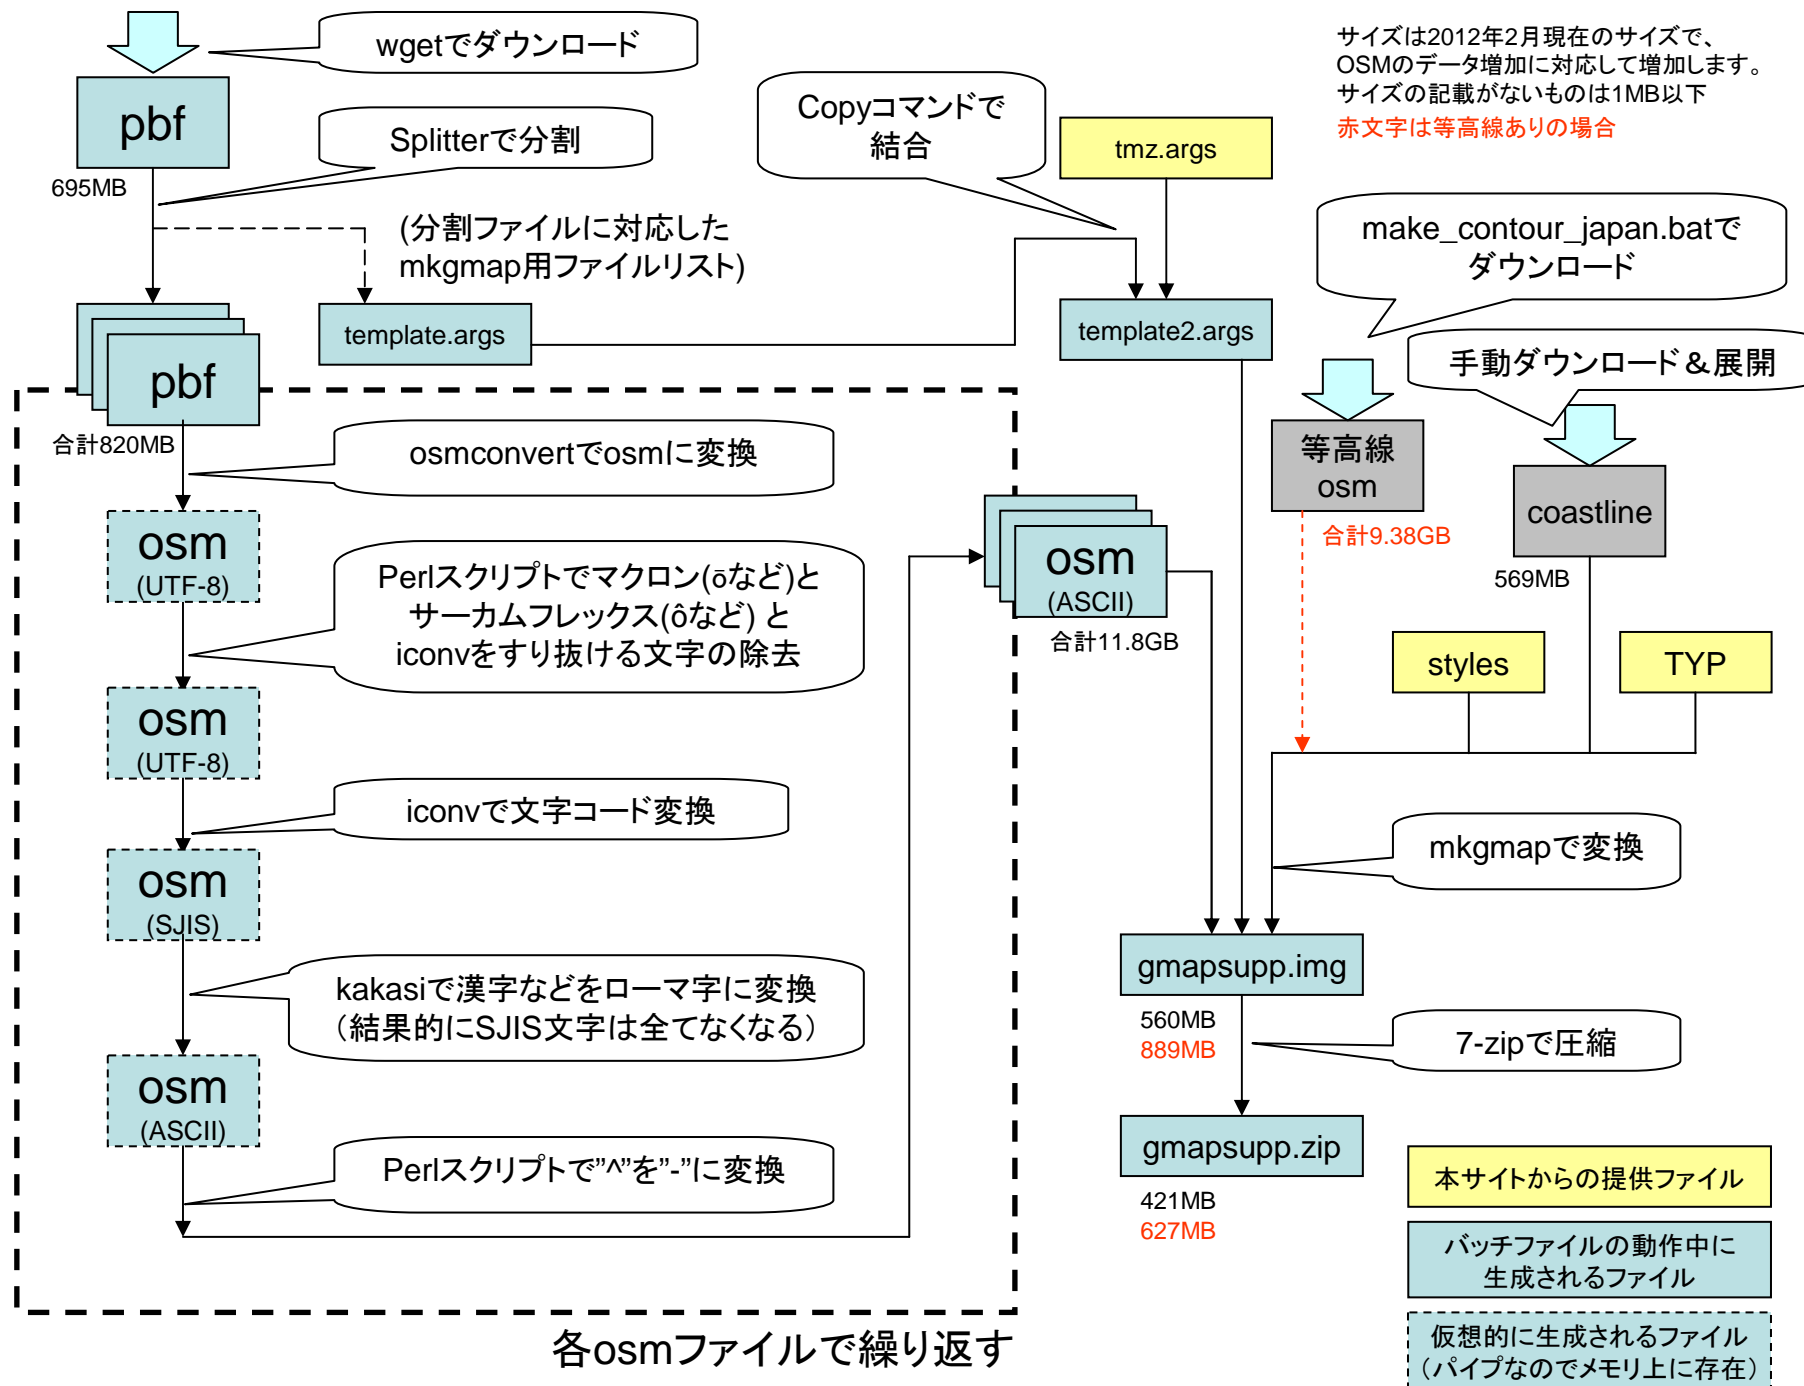 wgetでダウンロード
サイズは2012年2月現在のサイズで、
OSMのデータ増加に対応して増加します。
サイズの記載がないものは1MB以下
赤文字は等高線ありの場合
pbf
695MB
Splitterで分割
Copyコマンドで
結合
tmz.args
(分割ファイルに対応した
mkgmap用ファイルリスト)
make_contour_japan.batで
ダウンロード
template.args
template2.args
手動ダウンロード＆展開
pbf
合計820MB
osmconvertでosmに変換
等高線
osm
合計9.38GB
coastline
569MB
osm
(UTF-8)
Perlスクリプトでマクロン(ōなど)と
サーカムフレックス(ôなど) と
iconvをすり抜ける文字の除去
osm
(ASCII)
合計11.8GB
styles
TYP
osm
(UTF-8)
iconvで文字コード変換
mkgmapで変換
osm
(SJIS)
kakasiで漢字などをローマ字に変換
（結果的にSJIS文字は全てなくなる）
gmapsupp.img
560MB
889MB
7-zipで圧縮
osm
(ASCII)
Perlスクリプトで”^”を”-”に変換
gmapsupp.zip
421MB
627MB
本サイトからの提供ファイル
バッチファイルの動作中に
生成されるファイル
仮想的に生成されるファイル
（パイプなのでメモリ上に存在）
各osmファイルで繰り返す